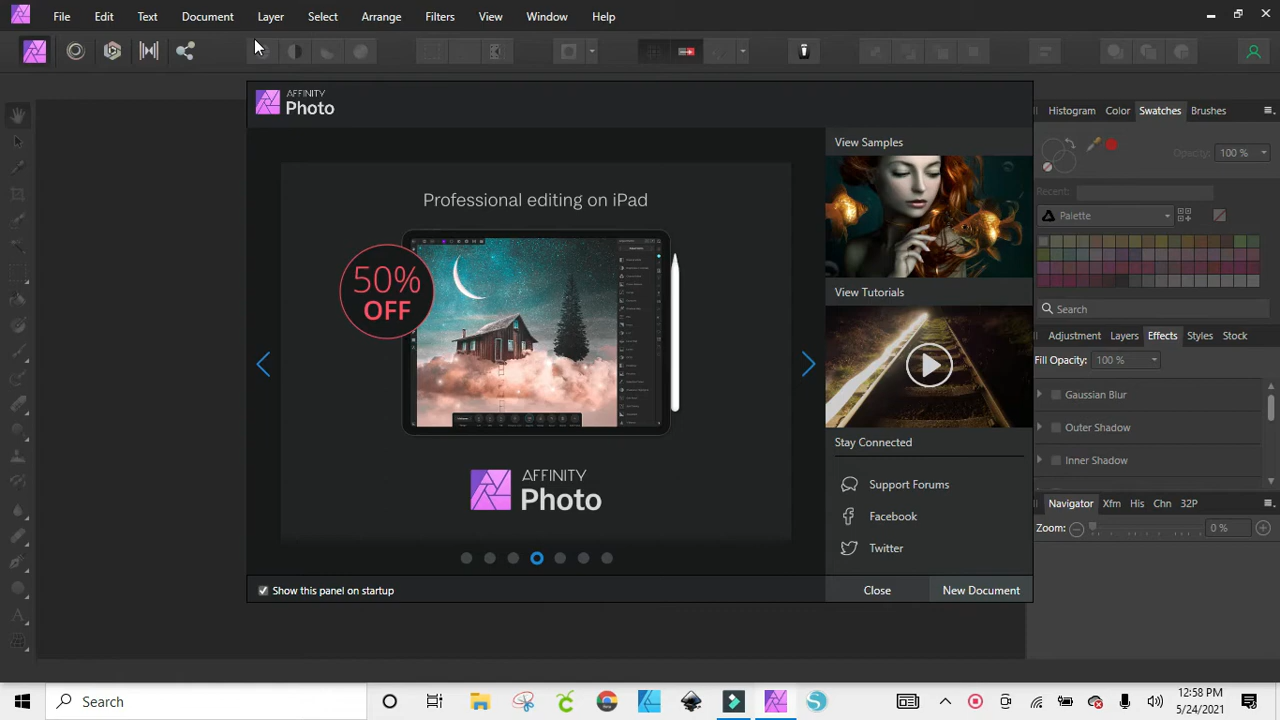 File Edit Text Document Layer Select Arrange Filters View Window Help
AFFINITY
Photo
Professional editing on iPad
50%
OFF
AFFINITY
Photo
Show this panel on startup
View Samples
View Tutorials
Stay Connected
Support Forums
Facebook
Twitter
Close New Document
Histogram Color Swatches Brushes
Opacity: 100 %
Recent:
Palette
Search
Adjustment Layers Effects Styles Stock
Fill Opacity: 100 %
Gaussian Blur
Outer Shadow
Inner Shadow
Navigator Xfm His Chn 32P
Zoom: 0 %
Search
12:58 PM
5/24/2021